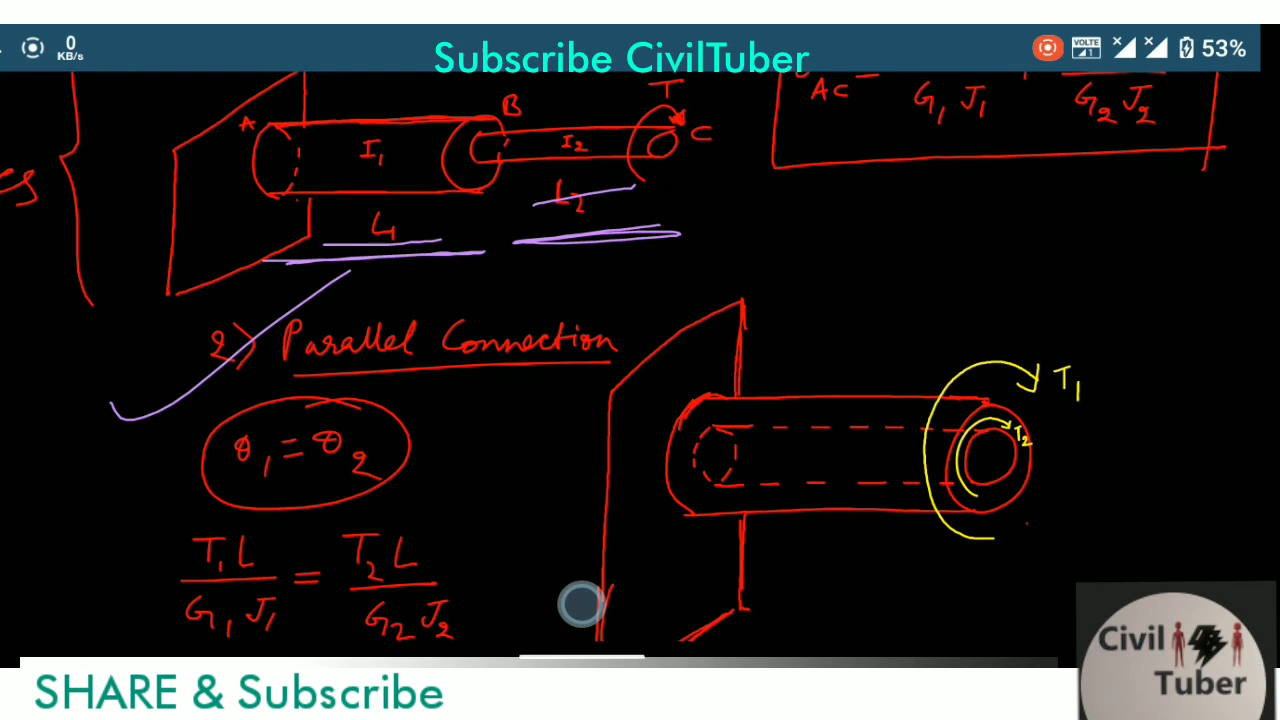 0
KB/s
Subscribe CivilTuber
VOLTE
53%
A
B
T
C
I₁
I₂
L₁
L₂
AC =
G₁ J₁
G₂ J₂
es
2) Parallel Connection
θ₁ = θ₂
T₁ L / G₁ J₁ = T₂ L / G₂ J₂
T₁
T₂
Civil
Tuber
SHARE & Subscribe